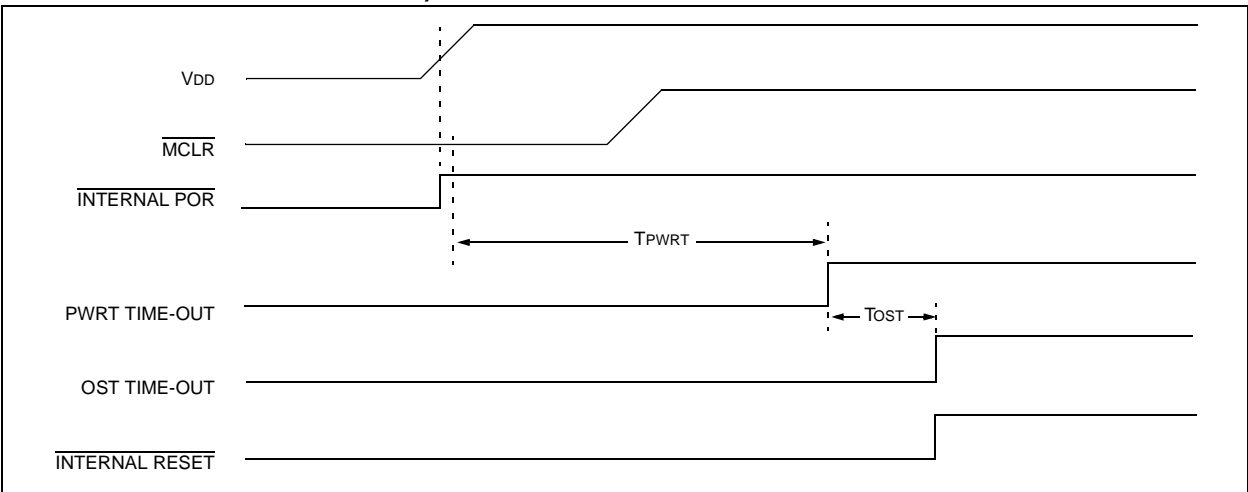 VDD
MCLR
INTERNAL POR
TPWRT
PWRT TIME-OUT
TOST
OST TIME-OUT
INTERNAL RESET